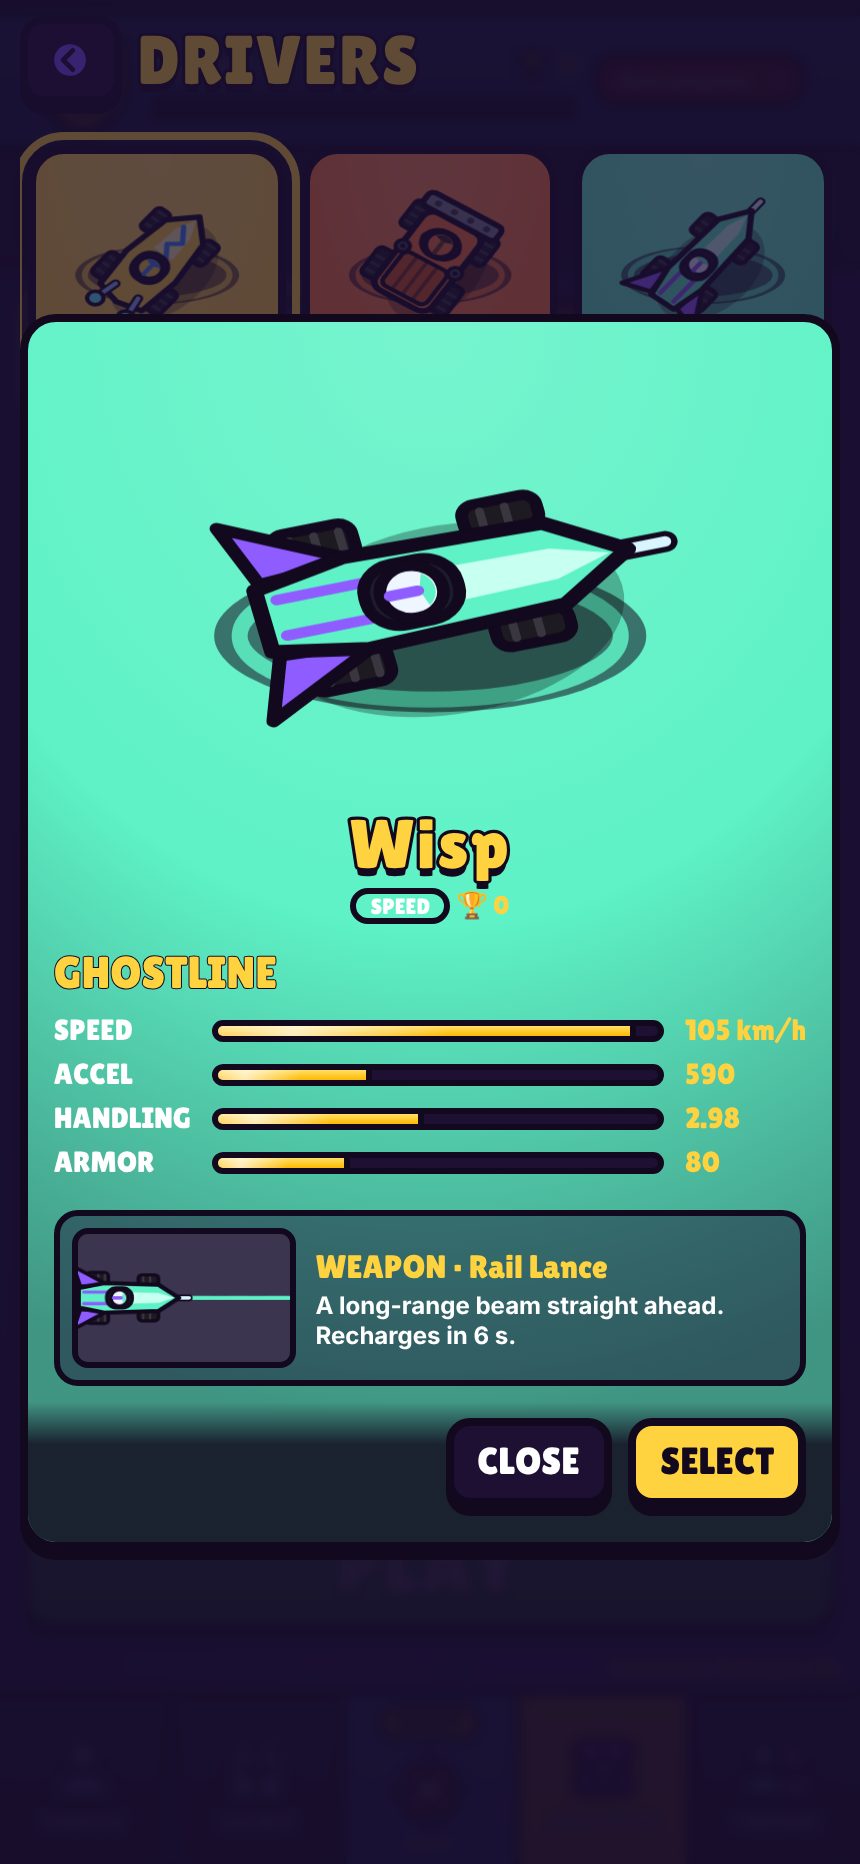 DRIVERS
Wisp
SPEED 🏆 0
GHOSTLINE
SPEED 105 km/h
ACCEL 590
HANDLING 2.98
ARMOR 80
WEAPON · Rail Lance
A long-range beam straight ahead.
Recharges in 6 s.
CLOSE SELECT
PLAY